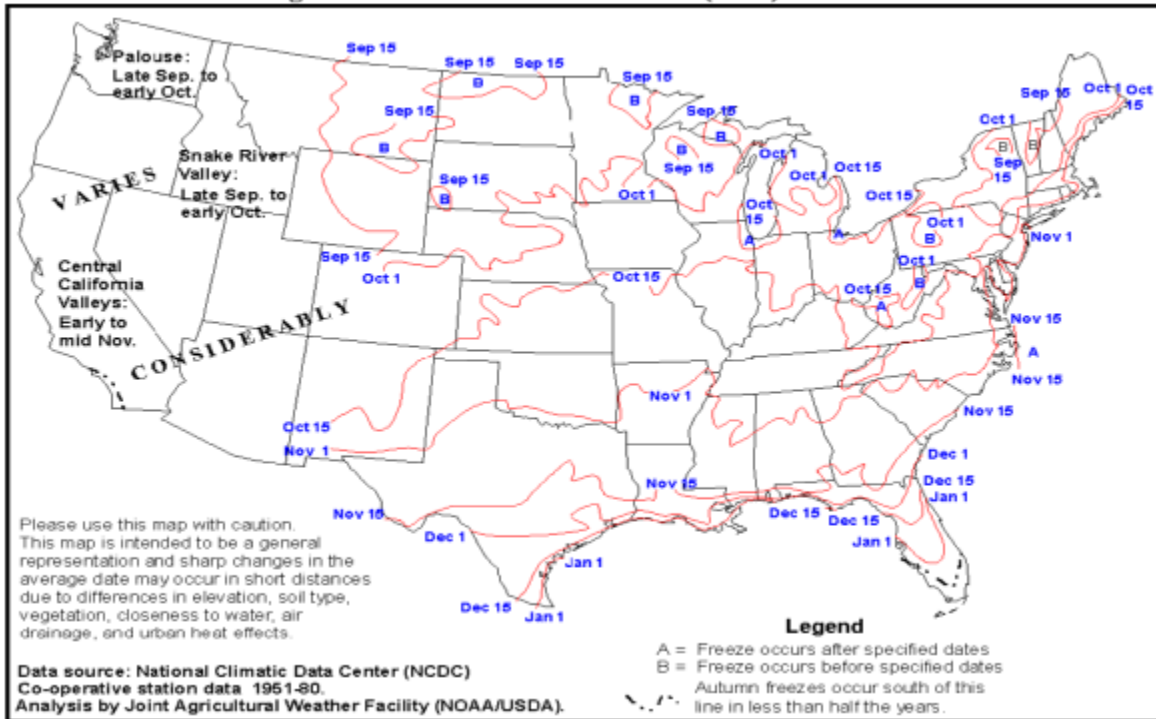 Palouse:
Late Sep. to
early Oct.
Sep 15
Sep 15
Sep 15
Sep 15
Sep 15
Oct 1
Oct
15
B
B
B
Sep 15
Sep 15
Oct 1
B
B
B
B
Snake River
Valley:
Late Sep. to
early Oct.
Sep 15
B
Sep 15
Oct 1
Oct 15
Oct 1
Sep
15
VARIES
Oct 1
Oct
15
Oct 15
Oct 1
B
A
A
Nov 1
Central
California
Valleys:
Early to
mid Nov.
Sep 15
Oct 1
Oct 15
Oct 1
B
Oct 15
A
CONSIDERABLY
Nov 15
A
Nov 15
Nov 1
Oct 15
Nov 1
Nov 15
Dec 1
Nov 15
Dec 15
Jan 1
Nov 15
Dec 1
Dec 15
Dec 15
Jan 1
Jan 1
Dec 15
Jan 1
Please use this map with caution.
This map is intended to be a general
representation and sharp changes in the
average date may occur in short distances
due to differences in elevation, soil type,
vegetation, closeness to water, air
drainage, and urban heat effects.
Data source: National Climatic Data Center (NCDC)
Co-operative station data 1951-80.
Analysis by Joint Agricultural Weather Facility (NOAA/USDA).
Legend
A = Freeze occurs after specified dates
B = Freeze occurs before specified dates
Autumn freezes occur south of this
line in less than half the years.